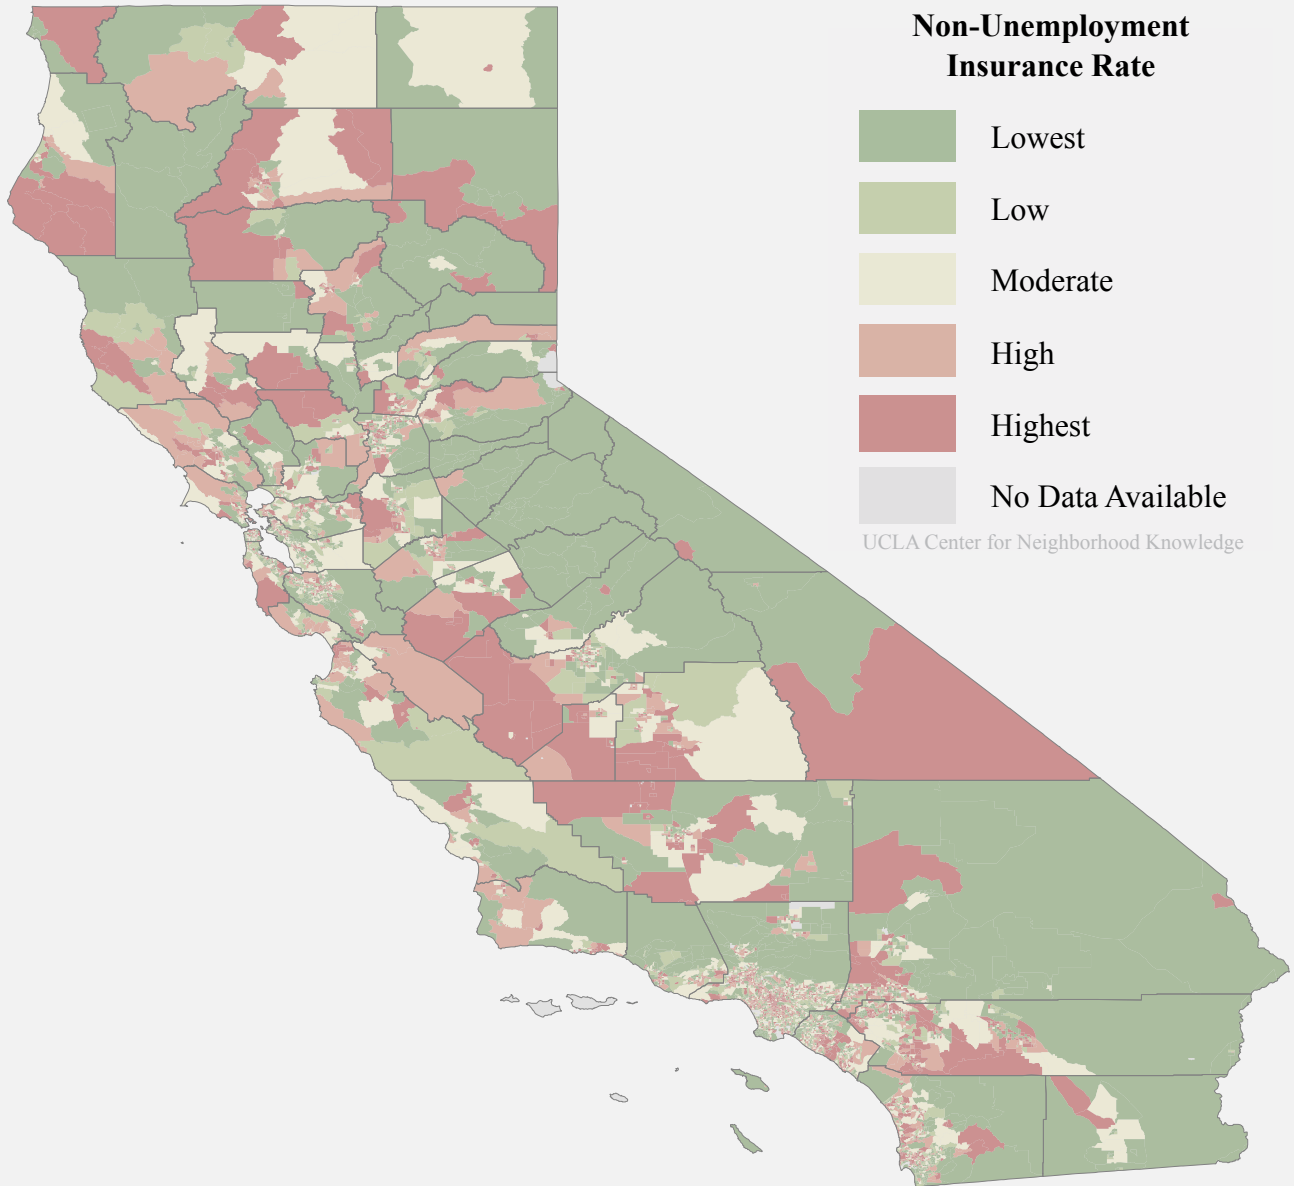 Non-Unemployment
Insurance Rate
Lowest
Low
Moderate
High
Highest
No Data Available
UCLA Center for Neighborhood Knowledge